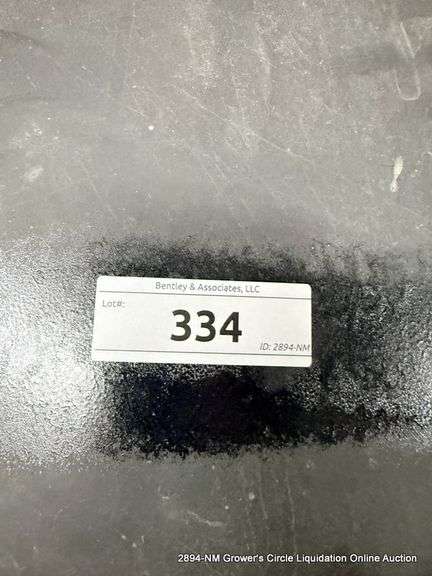 Bentley & Associates, LLC
Lot#:
334
ID: 2894-NM
2894-NM Grower's Circle Liquidation Online Auction